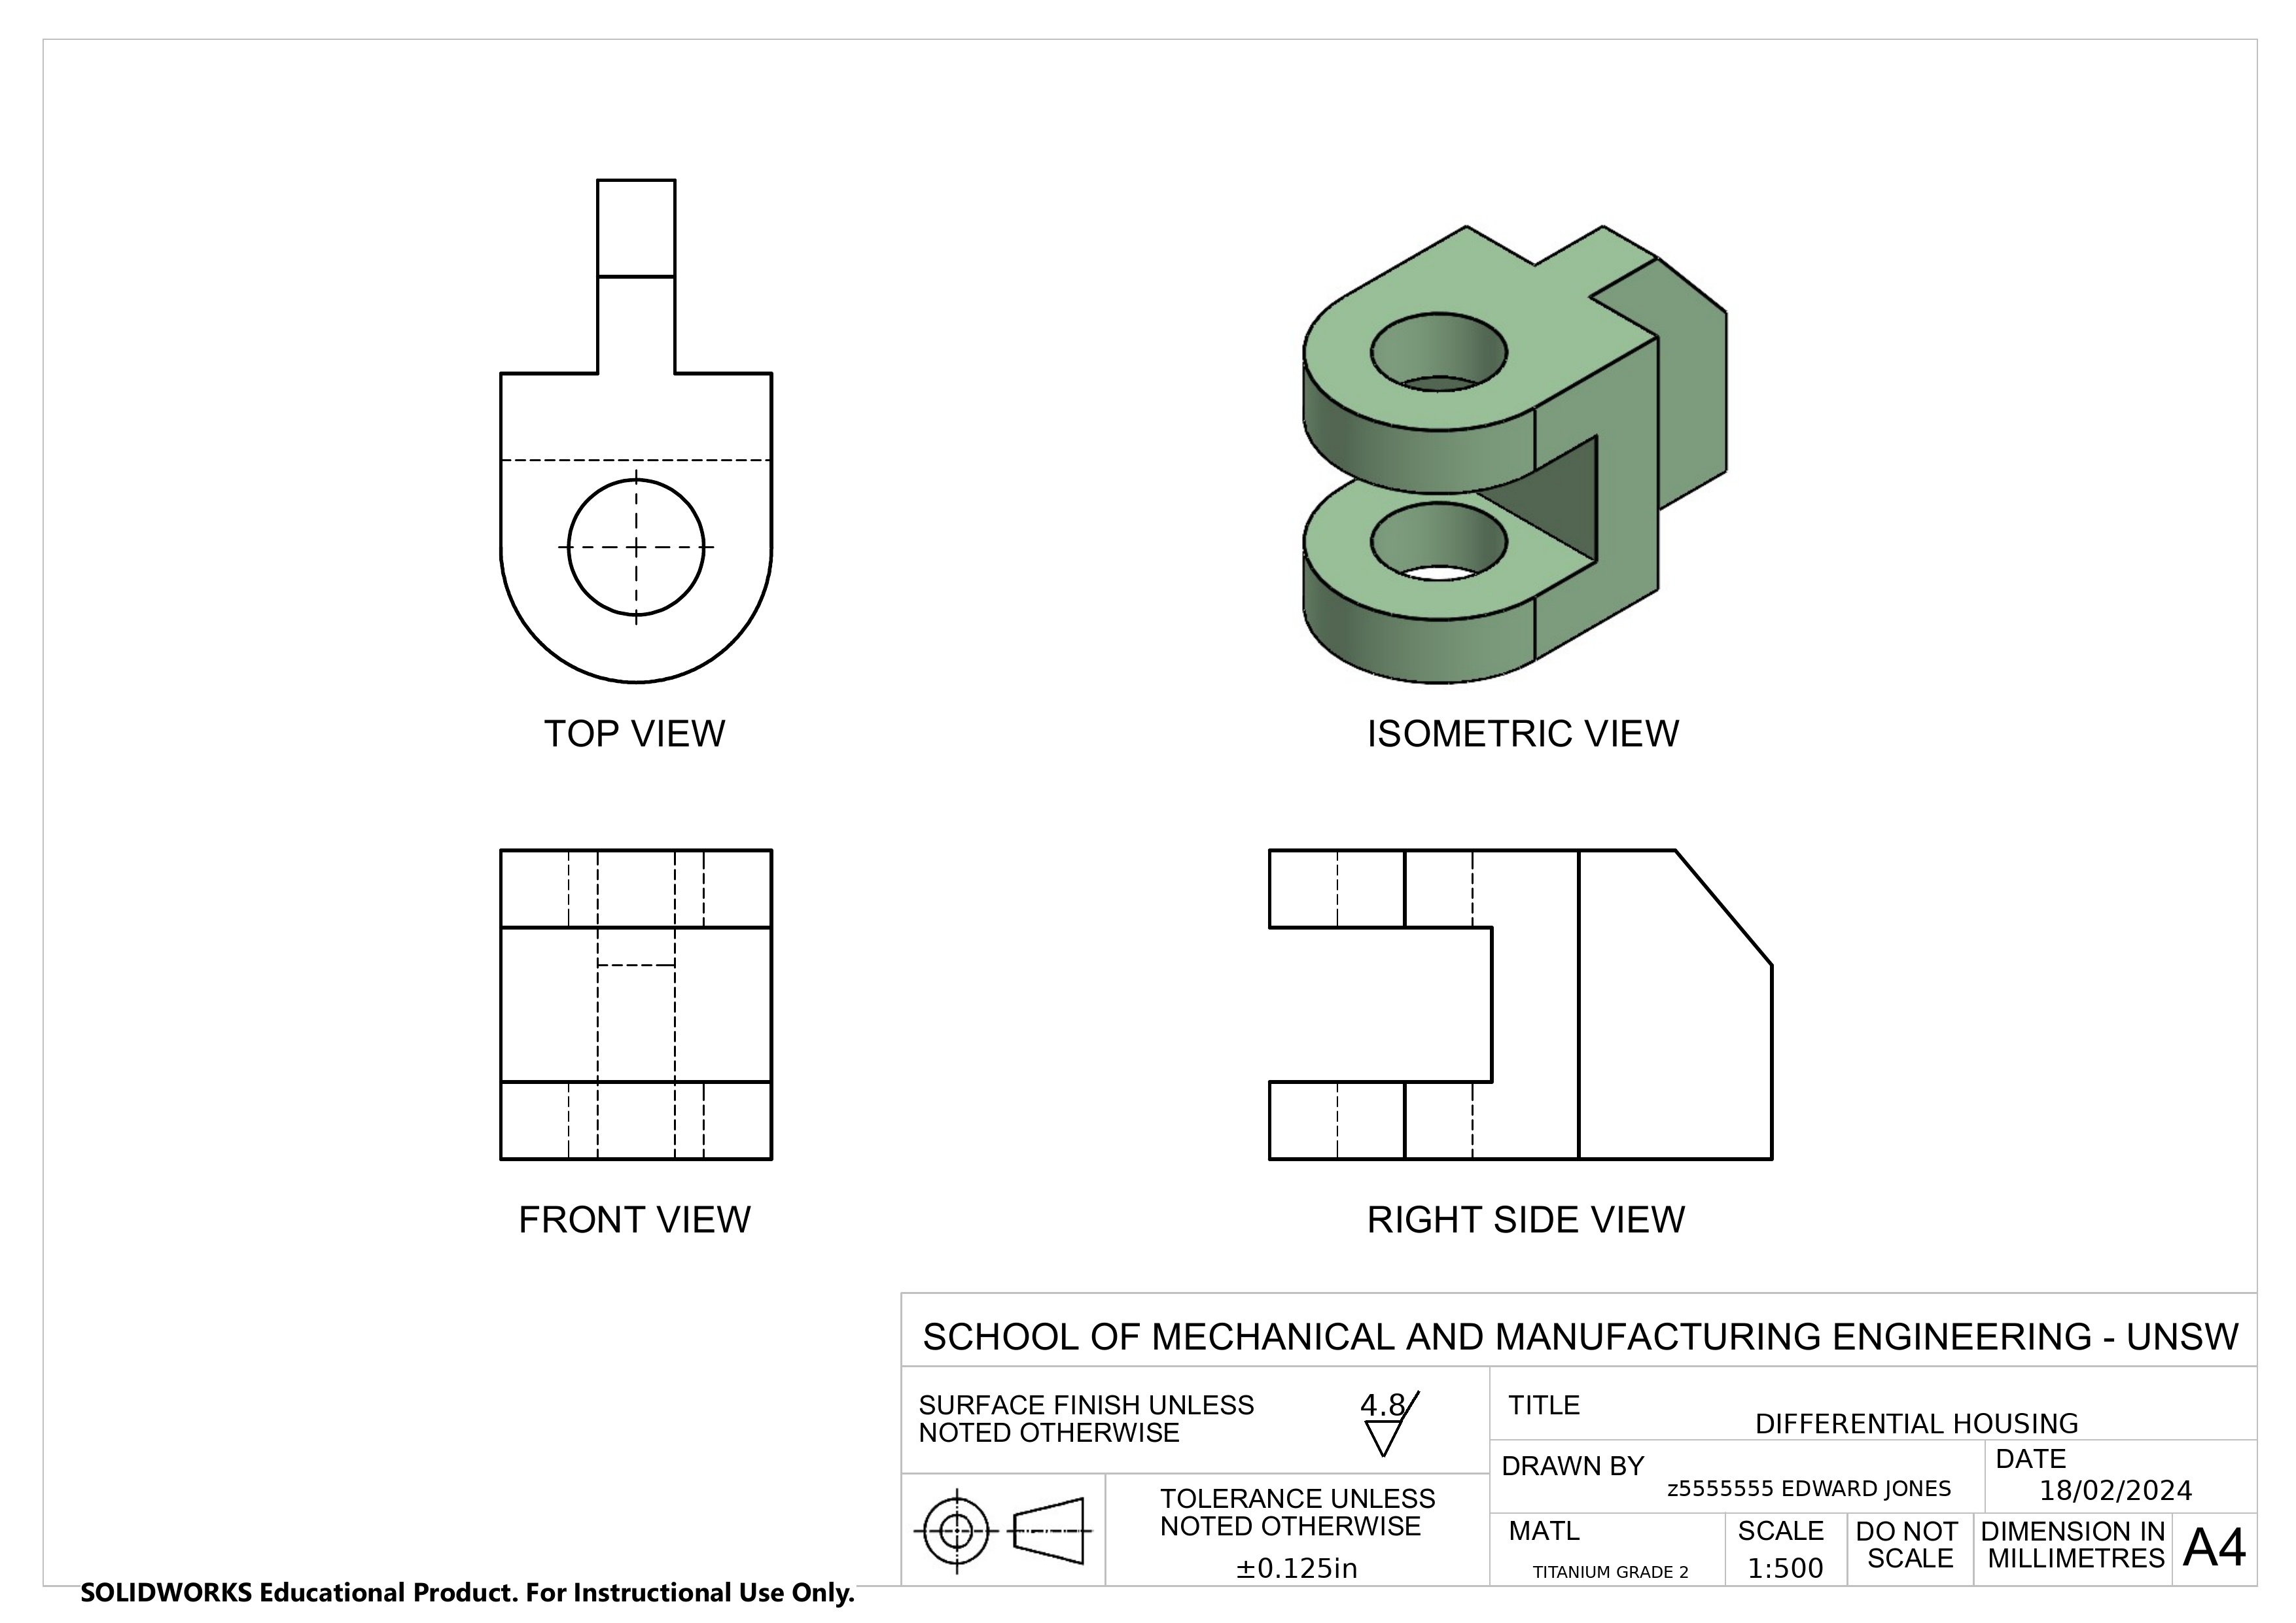 TOP VIEW
ISOMETRIC VIEW
FRONT VIEW
RIGHT SIDE VIEW
SCHOOL OF MECHANICAL AND MANUFACTURING ENGINEERING - UNSW
SURFACE FINISH UNLESS
NOTED OTHERWISE
4.8
TITLE
DIFFERENTIAL HOUSING
DRAWN BY
z5555555 EDWARD JONES
DATE
18/02/2024
TOLERANCE UNLESS
NOTED OTHERWISE
±0.125in
MATL
TITANIUM GRADE 2
SCALE
1:500
DO NOT
SCALE
DIMENSION IN
MILLIMETRES
A4
SOLIDWORKS Educational Product. For Instructional Use Only.